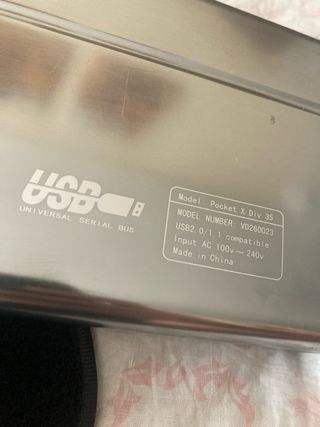 USB
UNIVERSAL SERIAL BUS
Model: Pocket X Div 35
MODEL NUMBER: VD260023
USB2.0/1.1 compatible
Input AC 100v—240v
Made in China